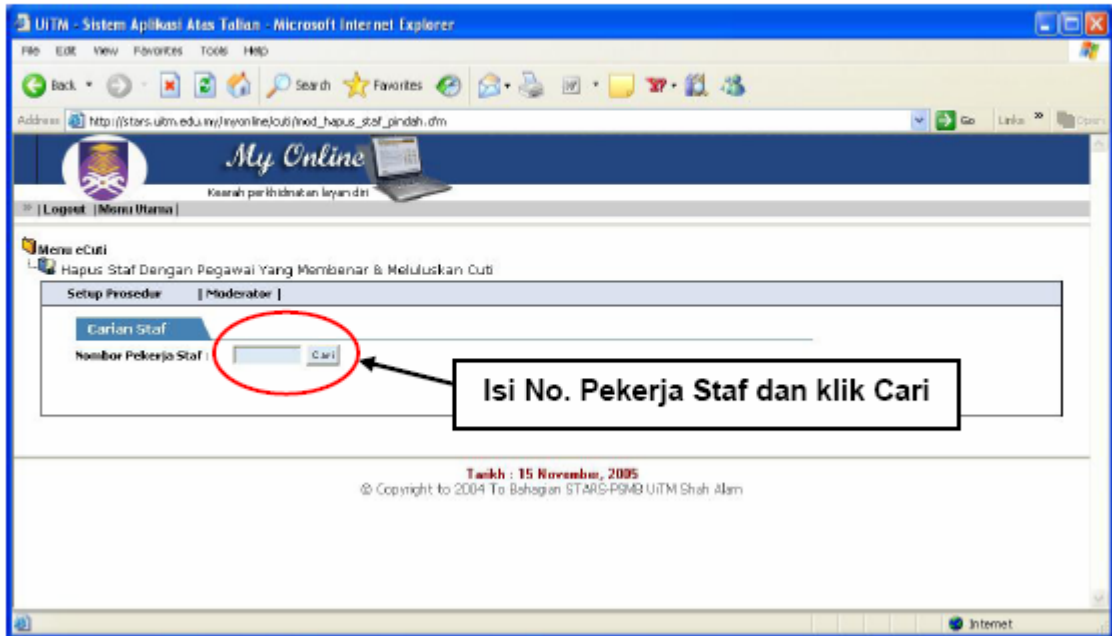 UiTM - Sistem Aplikasi Atas Talian - Microsoft Internet Explorer
File Edit View Favorites Tools Help
Back Search Favorites
Address http://stars.uitm.edu.my/myonline/cuti/mod_hapus_staf_pindah.cfm Go Links »
My Online
Kearah perkhidmatan layan diri
» | Logout | Menu Utama |
Menu eCuti
Hapus Staf Dengan Pegawai Yang Membenar & Meluluskan Cuti
Setup Prosedur | Moderator |
Carian Staf
Nombor Pekerja Staf : Cari
Isi No. Pekerja Staf dan klik Cari
Tarikh : 15 November, 2005
© Copyright to 2004 To Bahagian STARS-PSMB UiTM Shah Alam
Internet